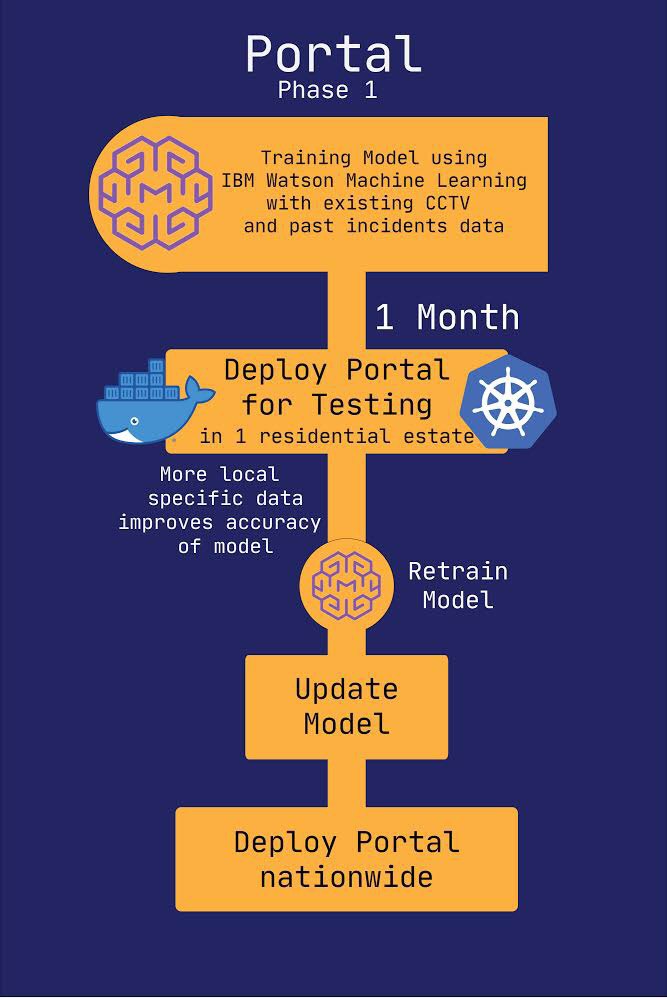 Portal
Phase 1
Training Model using
IBM Watson Machine Learning
with existing CCTV
and past incidents data
1 Month
Deploy Portal
for Testing
in 1 residential estate
More local
specific data
improves accuracy
of model
Retrain
Model
Update
Model
Deploy Portal
nationwide